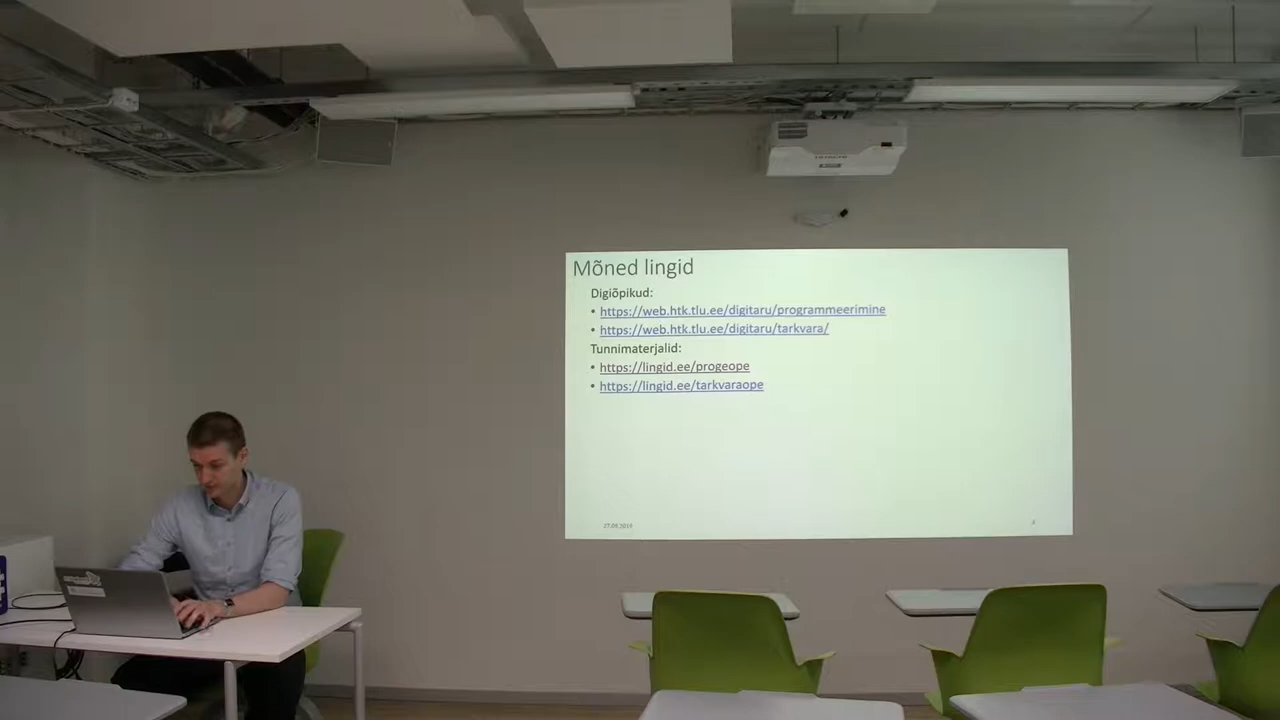 HITACHI
Mõned lingid
Digiõpikud:
• https://web.htk.tlu.ee/digitaru/programmeerimine
• https://web.htk.tlu.ee/digitaru/tarkvara/
Tunnimaterjalid:
• https://lingid.ee/progeope
• https://lingid.ee/tarkvaraope